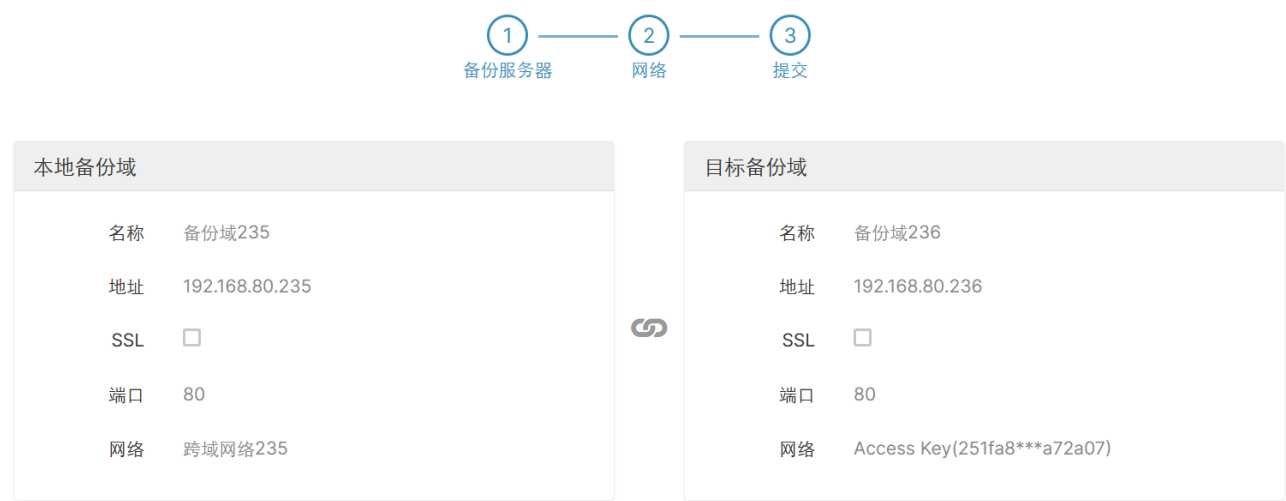 1 2 3
备份服务器 网络 提交
本地备份域
名称 备份域235
地址 192.168.80.235
SSL
端口 80
网络 跨域网络235
目标备份域
名称 备份域236
地址 192.168.80.236
SSL
端口 80
网络 Access Key(251fa8***a72a07)